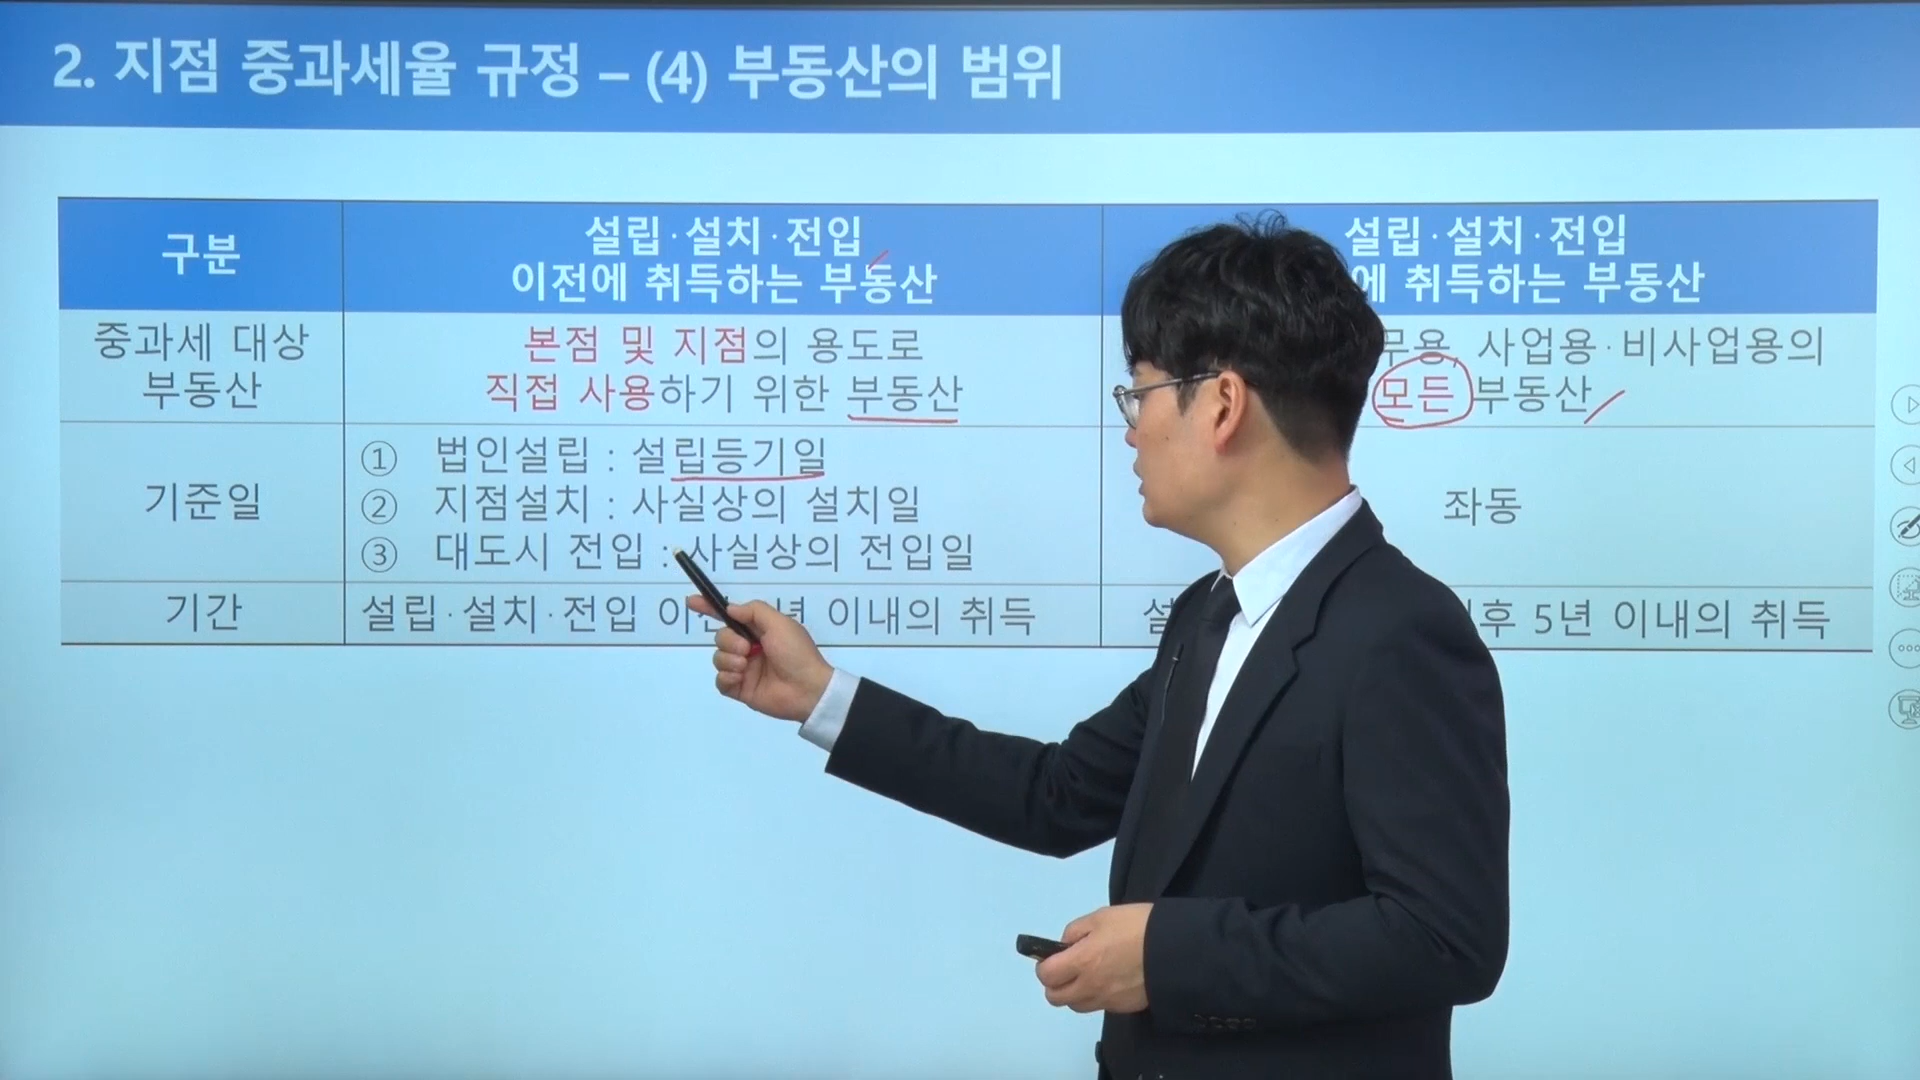 2. 지점 중과세율 규정 – (4) 부동산의 범위
구분
설립·설치·전입
이전에 취득하는 부동산
설립·설치·전입
에 취득하는 부동산
중과세 대상
부동산
본점 및 지점의 용도로
직접 사용하기 위한 부동산
무용, 사업용·비사업용의
모든 부동산
기준일
① 법인설립 : 설립등기일
② 지점설치 : 사실상의 설치일
③ 대도시 전입 : 사실상의 전입일
좌동
기간
설립·설치·전입 이전 년 이내의 취득
후 5년 이내의 취득